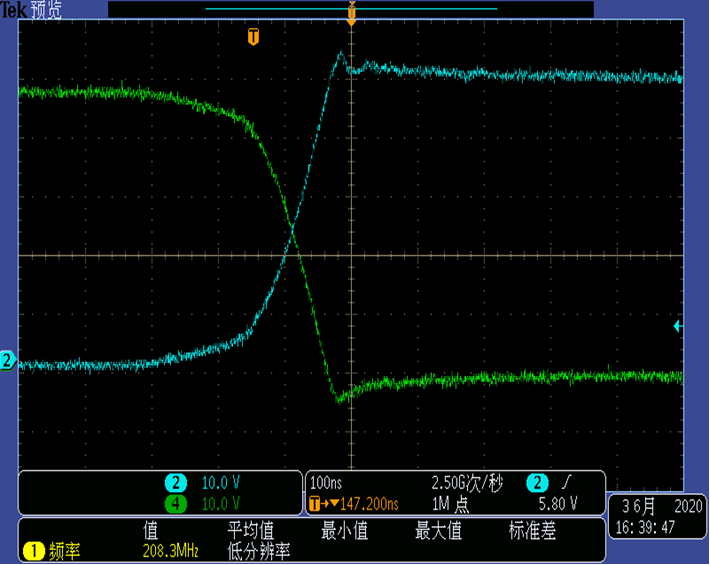 Tek 预览
T
T
2
2 10.0 V
4 10.0 V
100ns 2.50G次/秒 2
T→▼147.200ns 1M 点 5.80 V
值 平均值 最小值 最大值 标准差
1 频率 208.3MHz 低分辨率
3 6月 2020
16:39:47